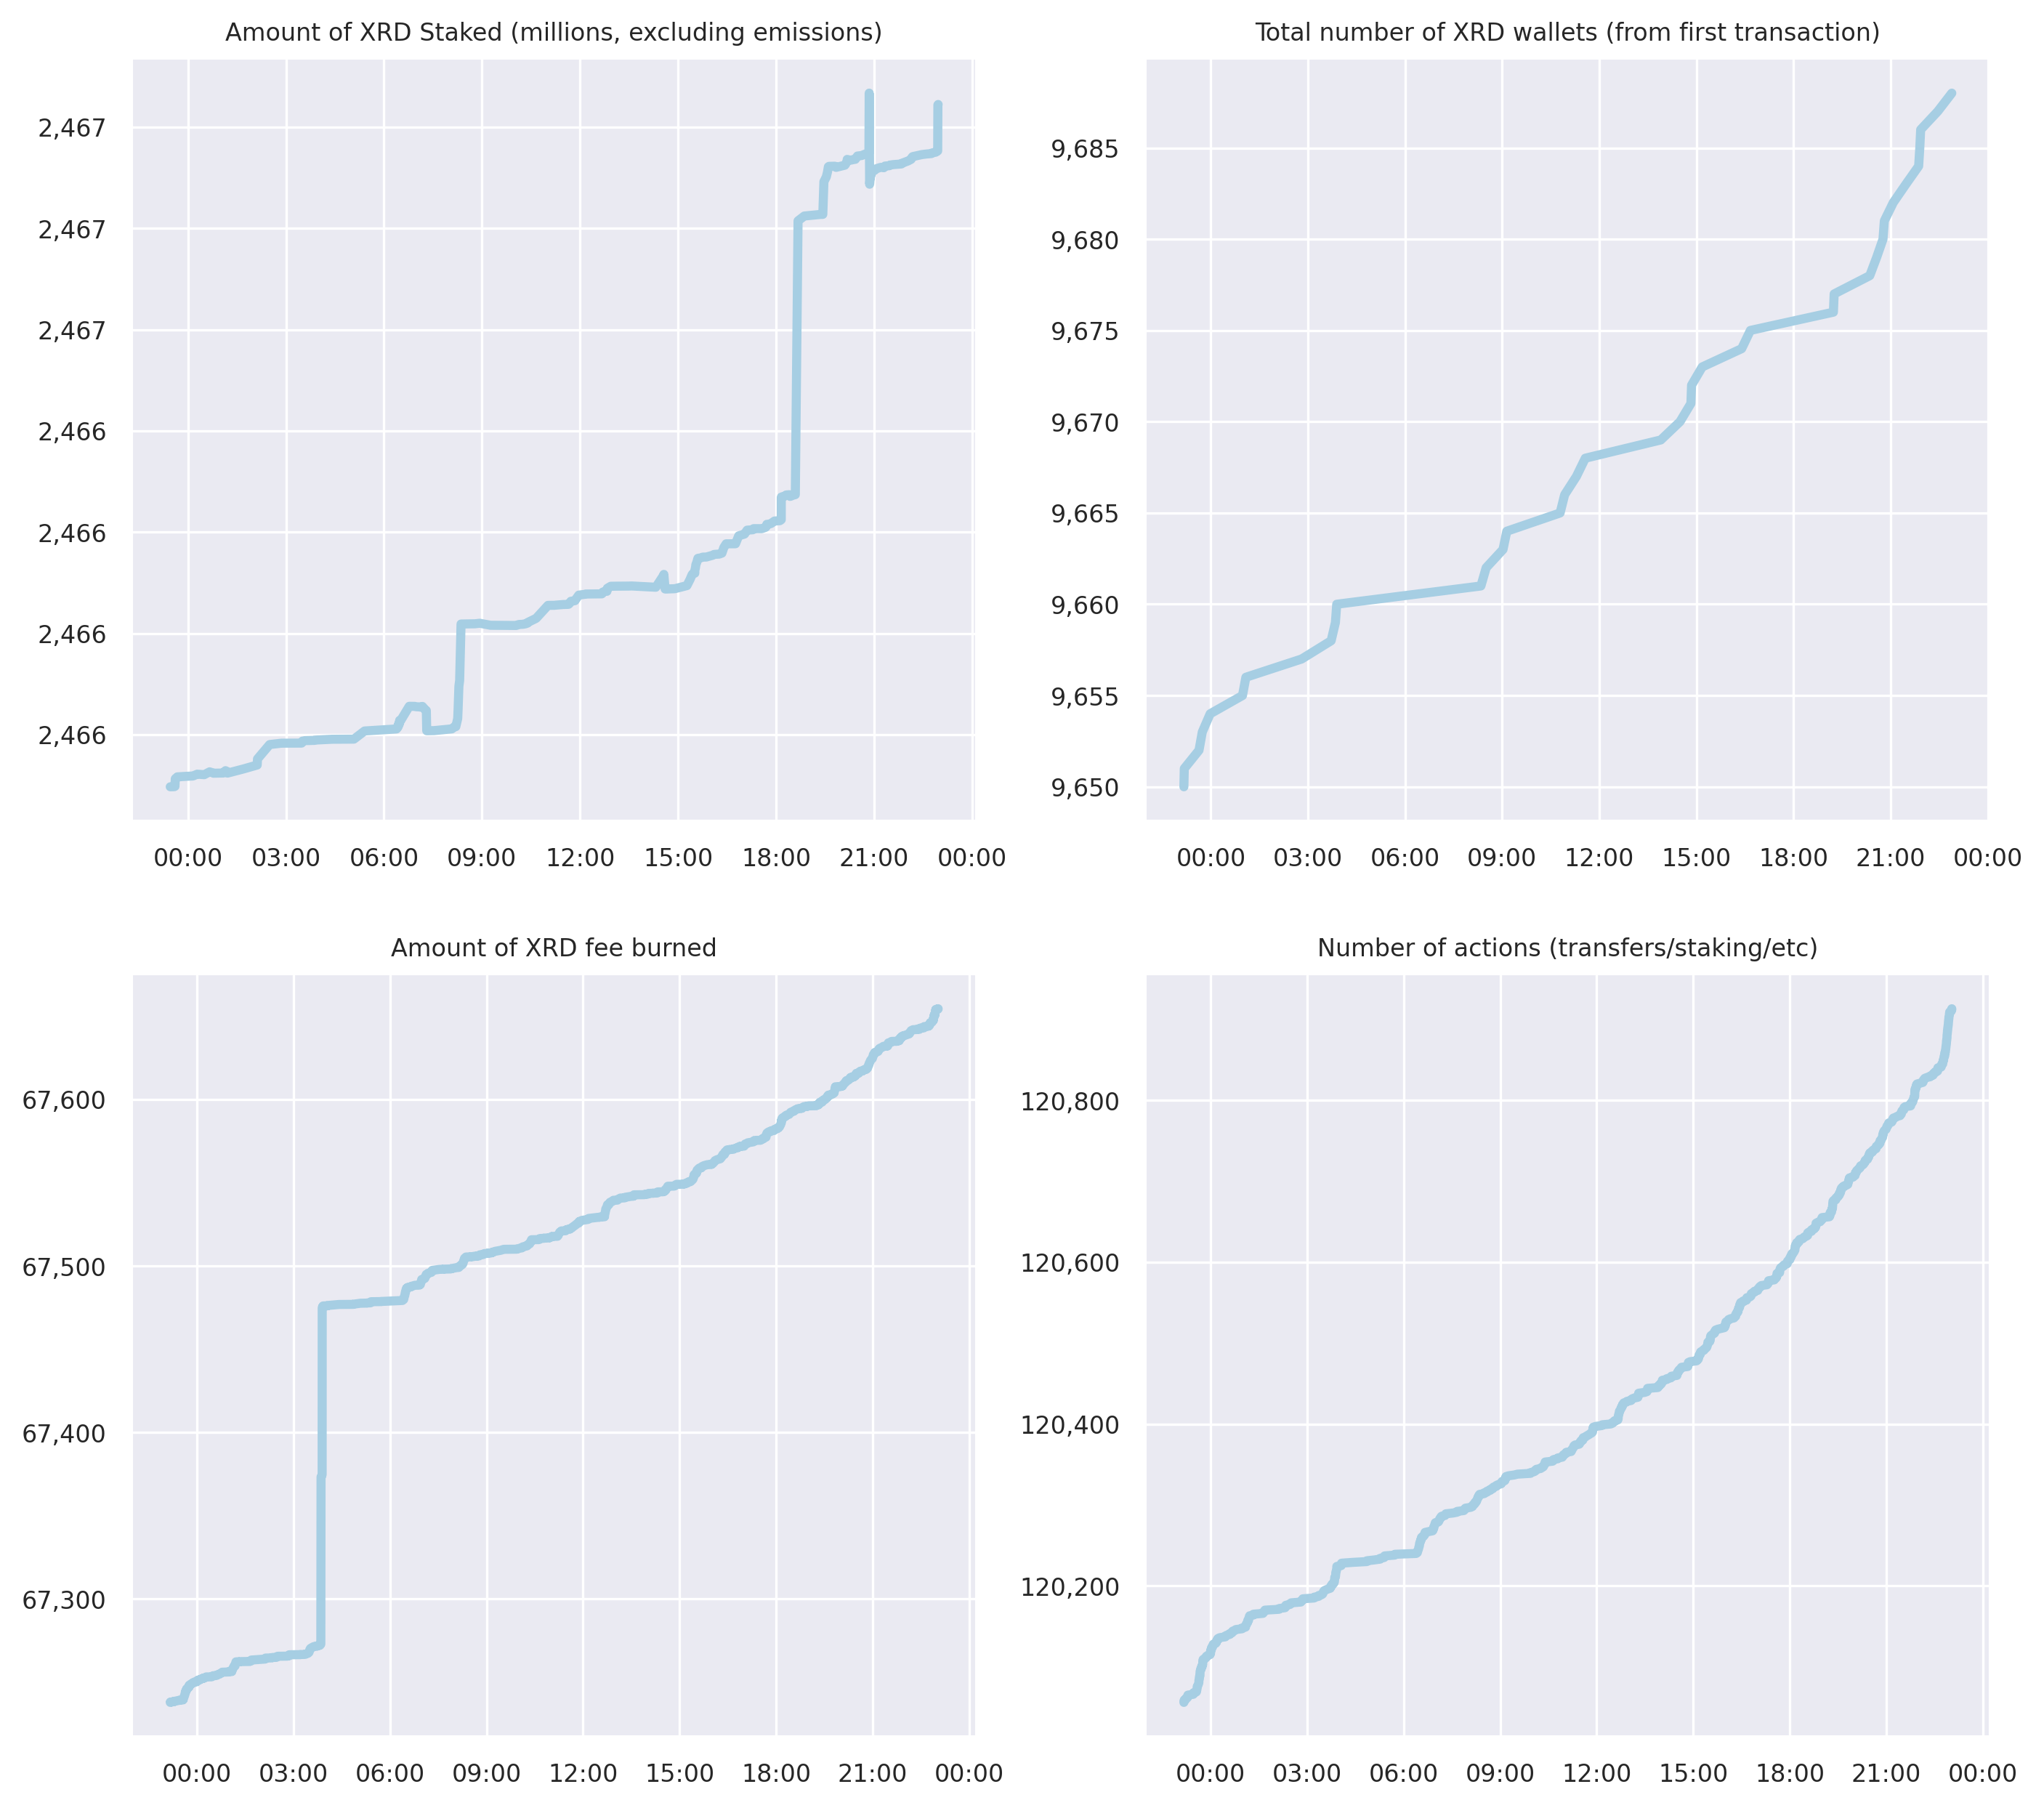 Amount of XRD Staked (millions, excluding emissions)
2,467
2,467
2,467
2,466
2,466
2,466
2,466
00:00 03:00 06:00 09:00 12:00 15:00 18:00 21:00 00:00
Total number of XRD wallets (from first transaction)
9,685
9,680
9,675
9,670
9,665
9,660
9,655
9,650
00:00 03:00 06:00 09:00 12:00 15:00 18:00 21:00 00:00
Amount of XRD fee burned
67,600
67,500
67,400
67,300
00:00 03:00 06:00 09:00 12:00 15:00 18:00 21:00 00:00
Number of actions (transfers/staking/etc)
120,800
120,600
120,400
120,200
00:00 03:00 06:00 09:00 12:00 15:00 18:00 21:00 00:00